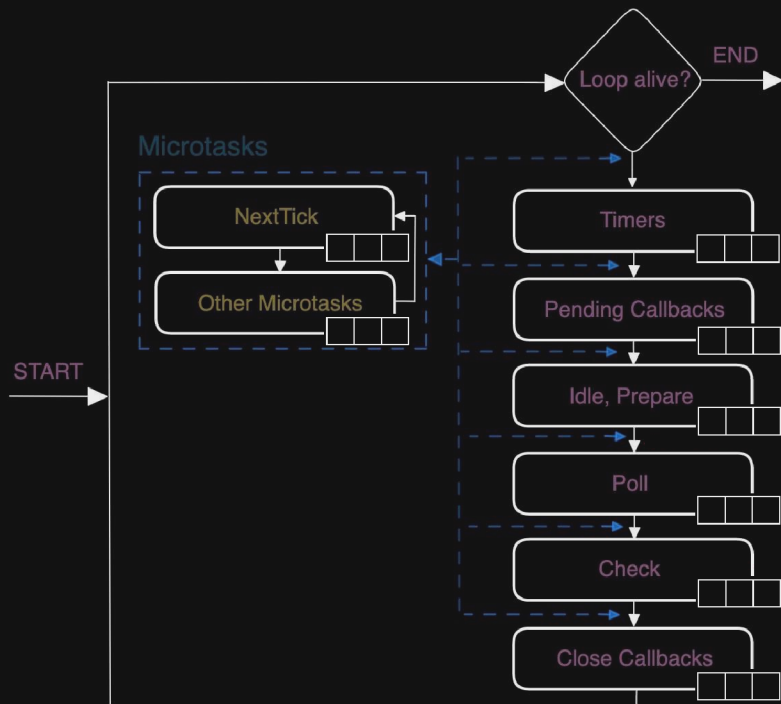 END
Loop alive?
Microtasks
NextTick
Timers
Other Microtasks
Pending Callbacks
START
Idle, Prepare
Poll
Check
Close Callbacks